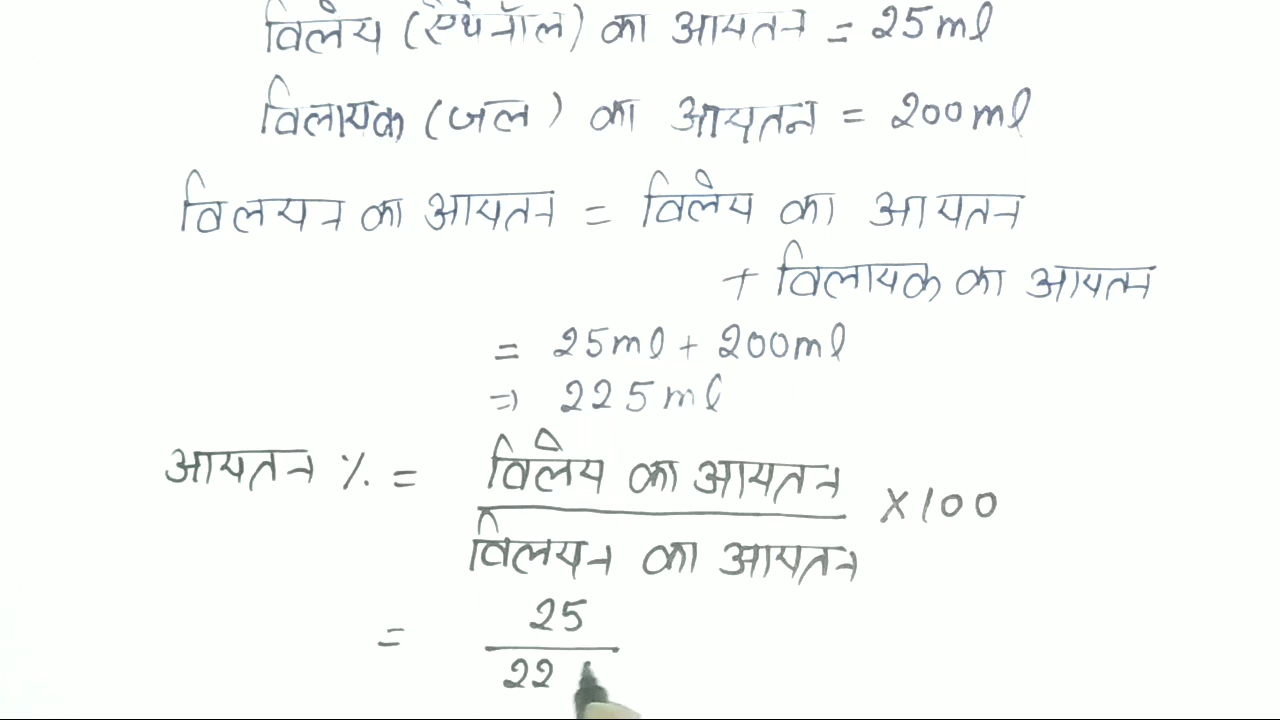 विलेय (एथेनॉल) का आयतन = 25ml
विलायक (जल) का आयतन = 200ml
विलयन का आयतन = विलेय का आयतन
+ विलायक का आयतन
= 25ml + 200ml
⇒ 225ml
आयतन % = विलेय का आयतन
× 100
विलयन का आयतन
= 25
22